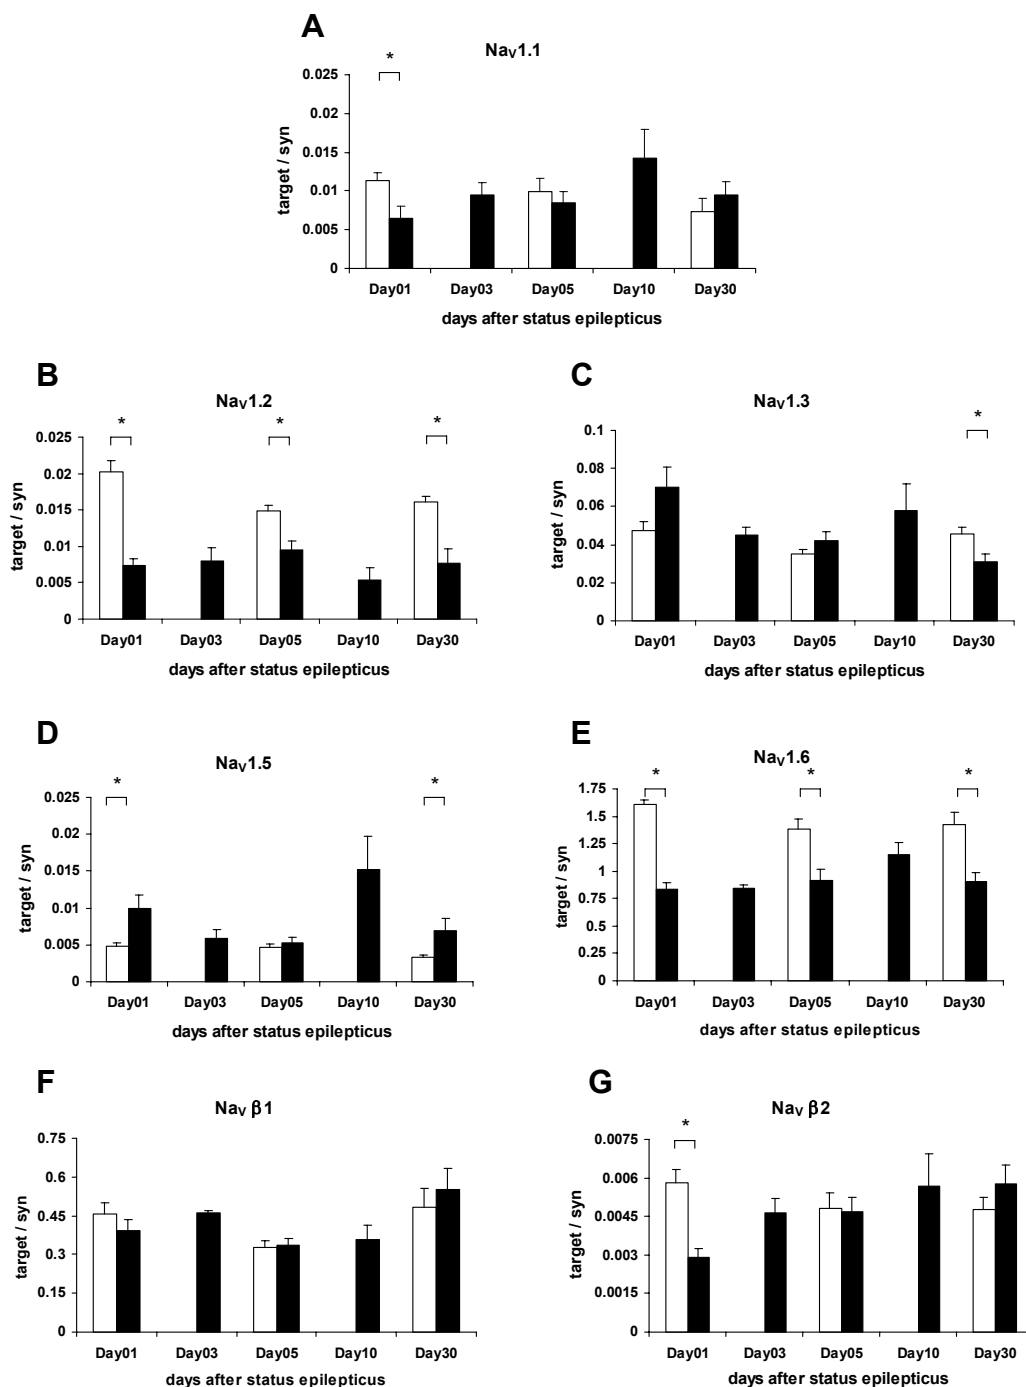 A
Nav1.1
*
0.025
0.02
0.015
0.01
0.005
0
target / syn
Day01 Day03 Day05 Day10 Day30
days after status epilepticus
B
Nav1.2
* * *
0.025
0.02
0.015
0.01
0.005
0
target / syn
Day01 Day03 Day05 Day10 Day30
days after status epilepticus
C
Nav1.3
*
0.1
0.08
0.06
0.04
0.02
0
target / syn
Day01 Day03 Day05 Day10 Day30
days after status epilepticus
D
Nav1.5
* *
0.025
0.02
0.015
0.01
0.005
0
target / syn
Day01 Day03 Day05 Day10 Day30
days after status epilepticus
E
Nav1.6
* * *
1.75
1.5
1.25
1
0.75
0.5
0.25
0
target / syn
Day01 Day03 Day05 Day10 Day30
days after status epilepticus
F
Nav β1
0.75
0.6
0.45
0.3
0.15
0
target / syn
Day01 Day03 Day05 Day10 Day30
days after status epilepticus
G
Nav β2
*
0.0075
0.006
0.0045
0.003
0.0015
0
target / syn
Day01 Day03 Day05 Day10 Day30
days after status epilepticus